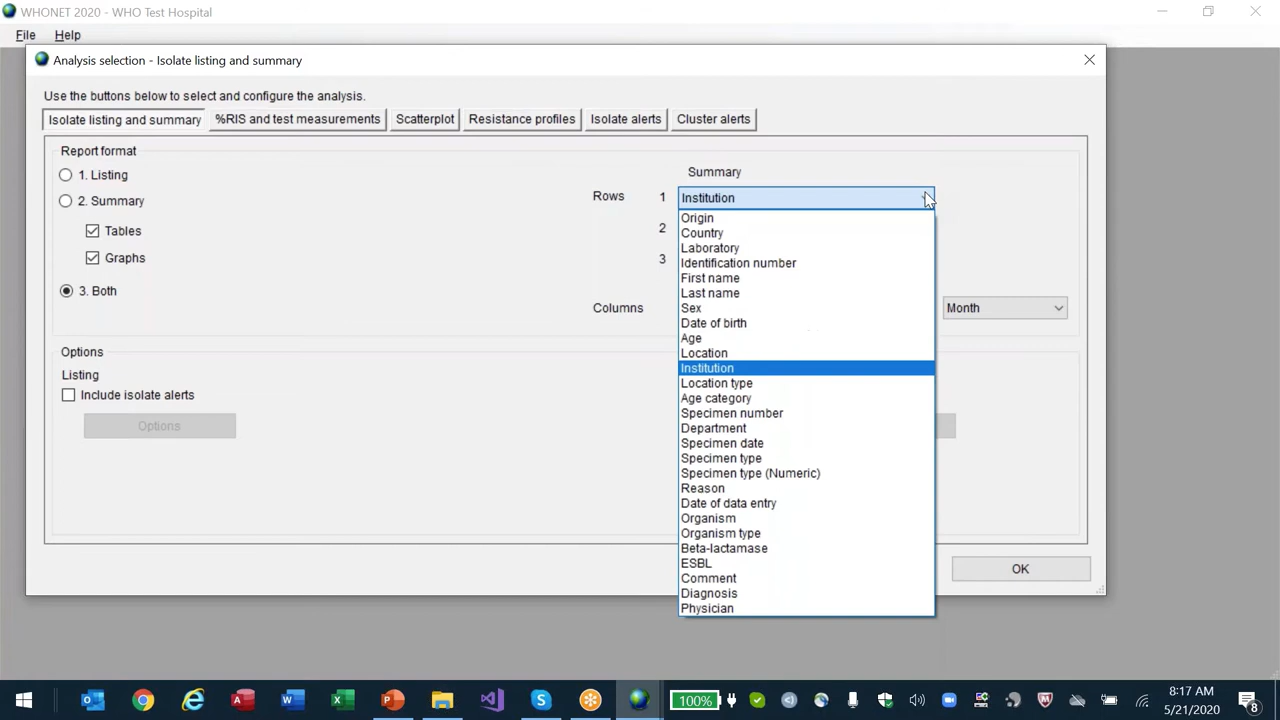 WHONET 2020 - WHO Test Hospital
File Help
Analysis selection - Isolate listing and summary
Use the buttons below to select and configure the analysis.
Isolate listing and summary %RIS and test measurements Scatterplot Resistance profiles Isolate alerts Cluster alerts
Report format
1. Listing
2. Summary
Tables
Graphs
3. Both
Summary
Rows 1 Institution
2
3
Columns Month
Origin
Country
Laboratory
Identification number
First name
Last name
Sex
Date of birth
Age
Location
Institution
Location type
Age category
Specimen number
Department
Specimen date
Specimen type
Specimen type (Numeric)
Reason
Date of data entry
Organism
Organism type
Beta-lactamase
ESBL
Comment
Diagnosis
Physician
Options
Listing
Include isolate alerts
Options
OK
100%
8:17 AM
5/21/2020
8